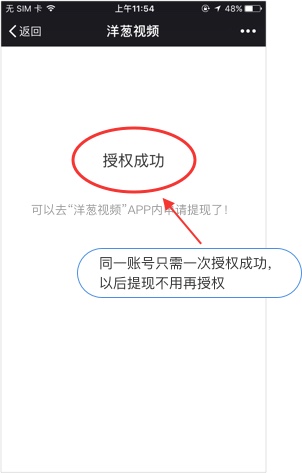 无 SIM 卡 上午11:54 48%
返回 洋葱视频
授权成功
可以去“洋葱视频”APP内申请提现了！
同一账号只需一次授权成功，
以后提现不用再授权